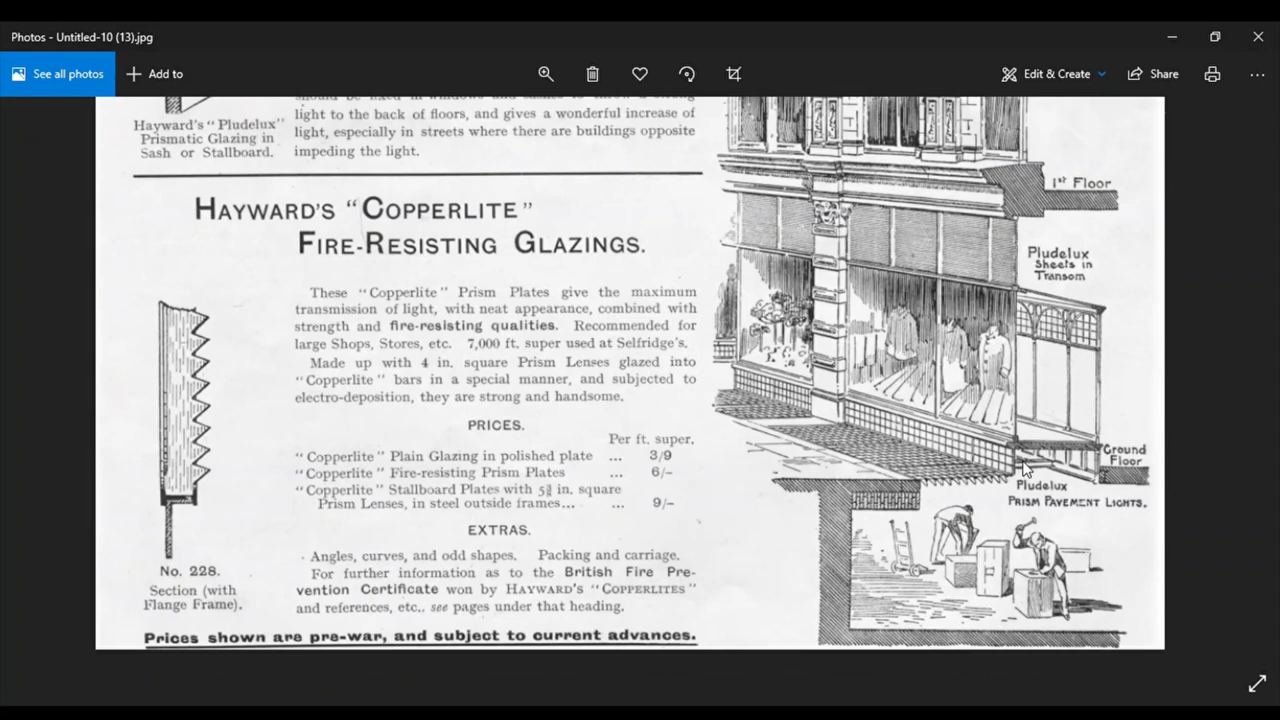 Photos - Untitled-10 (13).jpg
See all photos
Add to
Edit & Create
Share
light to the back of floors, and gives a wonderful increase of
light, especially in streets where there are buildings opposite
impeding the light.
Hayward's "Pludelux"
Prismatic Glazing in
Sash or Stallboard.
HAYWARD'S "COPPERLITE"
FIRE-RESISTING GLAZINGS.
These "Copperlite" Prism Plates give the maximum
transmission of light, with neat appearance, combined with
strength and fire-resisting qualities. Recommended for
large Shops, Stores, etc. 7,000 ft. super used at Selfridge's.
Made up with 4 in. square Prism Lenses glazed into
"Copperlite" bars in a special manner, and subjected to
electro-deposition, they are strong and handsome.
PRICES.
Per ft. super.
"Copperlite" Plain Glazing in polished plate ... 3/9
"Copperlite" Fire-resisting Prism Plates ... 6/-
"Copperlite" Stallboard Plates with 5¾ in. square
Prism Lenses, in steel outside frames... ... 9/-
EXTRAS.
Angles, curves, and odd shapes. Packing and carriage.
For further information as to the British Fire Pre-
vention Certificate won by HAYWARD'S "COPPERLITES"
and references, etc., see pages under that heading.
No. 228.
Section (with
Flange Frame).
Prices shown are pre-war, and subject to current advances.
1st Floor
Pludelux
Sheets in
Transom
Ground
Floor
Pludelux
PRISM PAVEMENT LIGHTS.